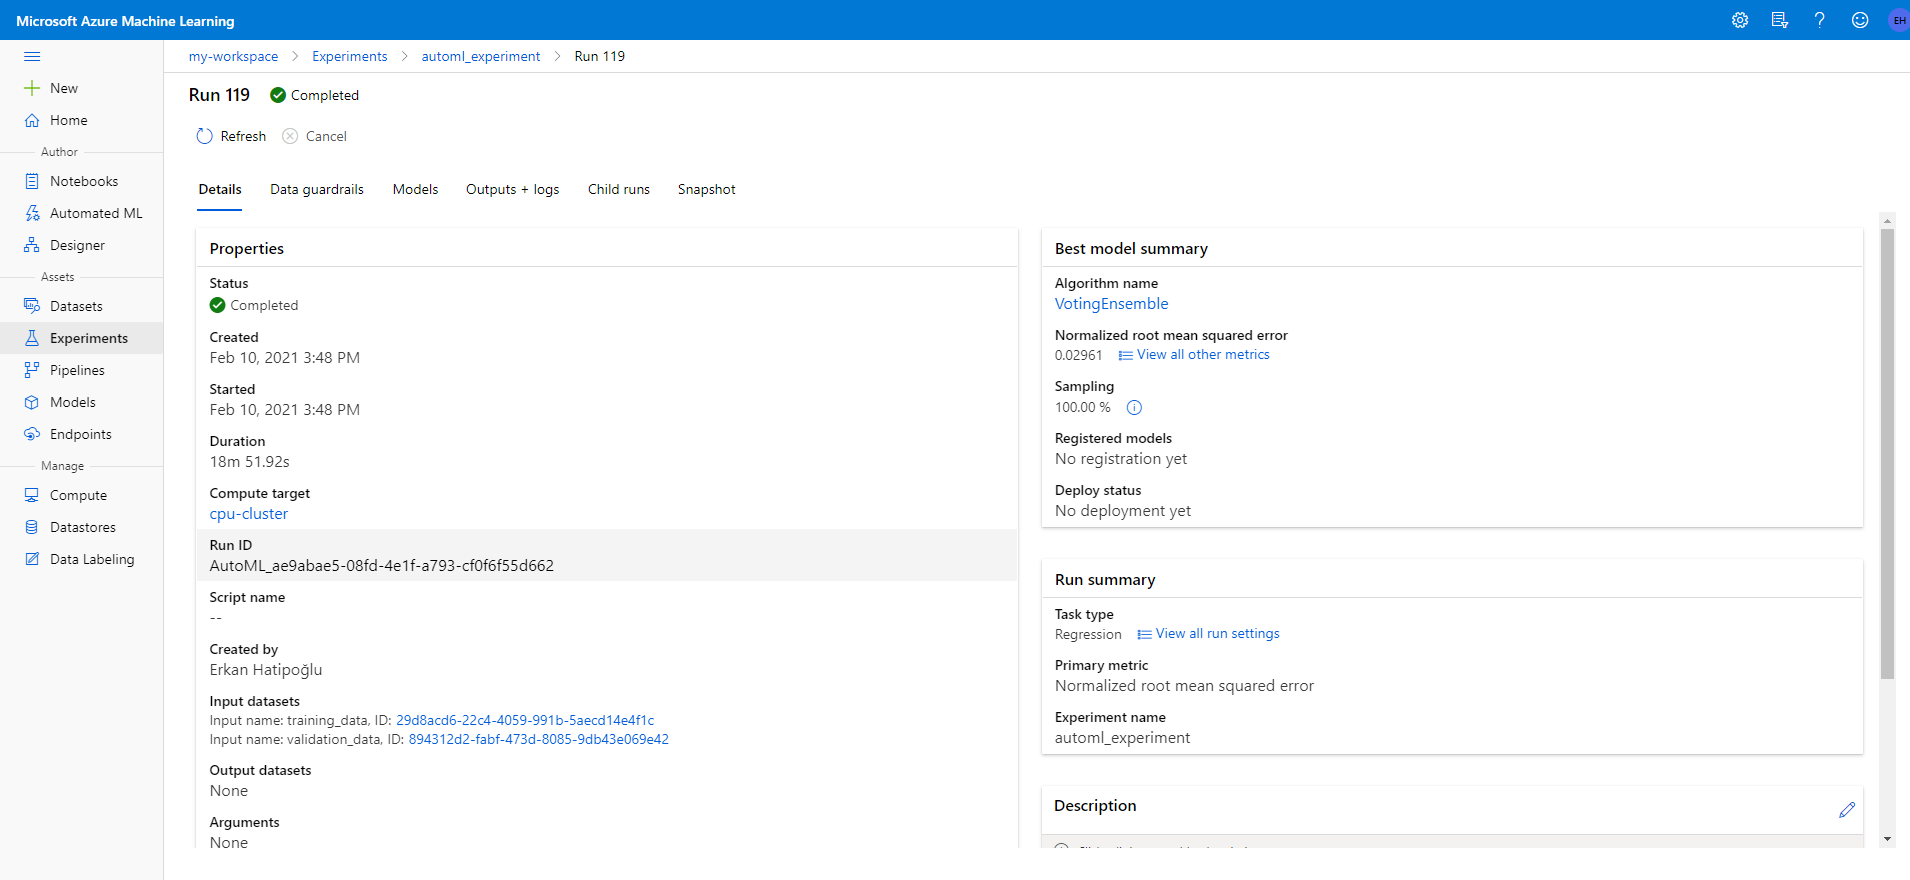 Microsoft Azure Machine Learning
EH
my-workspace > Experiments > automl_experiment > Run 119
New
Home
Author
Notebooks
Automated ML
Designer
Assets
Datasets
Experiments
Pipelines
Models
Endpoints
Manage
Compute
Datastores
Data Labeling
Run 119 Completed
Refresh Cancel
Details Data guardrails Models Outputs + logs Child runs Snapshot
Properties
Status
Completed
Created
Feb 10, 2021 3:48 PM
Started
Feb 10, 2021 3:48 PM
Duration
18m 51.92s
Compute target
cpu-cluster
Run ID
AutoML_ae9abae5-08fd-4e1f-a793-cf0f6f55d662
Script name
--
Created by
Erkan Hatipoğlu
Input datasets
Input name: training_data, ID: 29d8acd6-22c4-4059-991b-5aecd14e4f1c
Input name: validation_data, ID: 894312d2-fabf-473d-8085-9db43e069e42
Output datasets
None
Arguments
None
Best model summary
Algorithm name
VotingEnsemble
Normalized root mean squared error
0.02961 View all other metrics
Sampling
100.00 %
Registered models
No registration yet
Deploy status
No deployment yet
Run summary
Task type
Regression View all run settings
Primary metric
Normalized root mean squared error
Experiment name
automl_experiment
Description